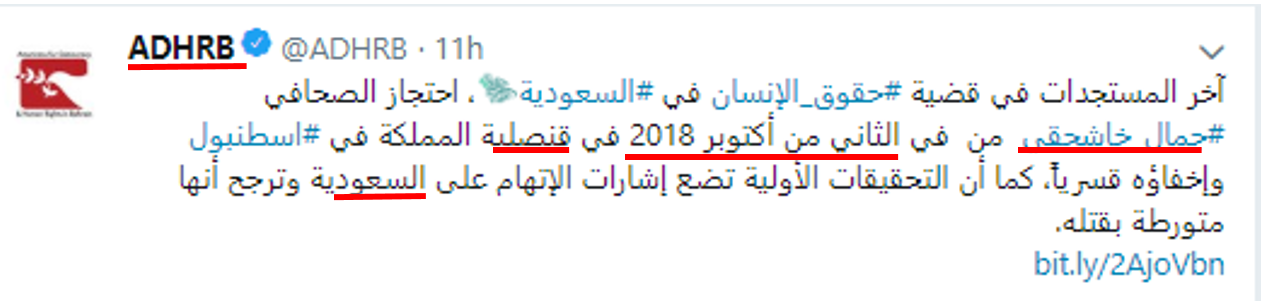 ADHRB @ADHRB · 11h
آخر المستجدات في قضية #حقوق_الإنسان في #السعودية، احتجاز الصحافي
#جمال_خاشقجي من في الثاني من أكتوبر 2018 في قنصلية المملكة في #اسطنبول
وإخفاؤه قسرياً، كما أن التحقيقات الأولية تضع إشارات الإتهام على السعودية وترجح أنها
متورطة بقتله.
bit.ly/2AjoVbn